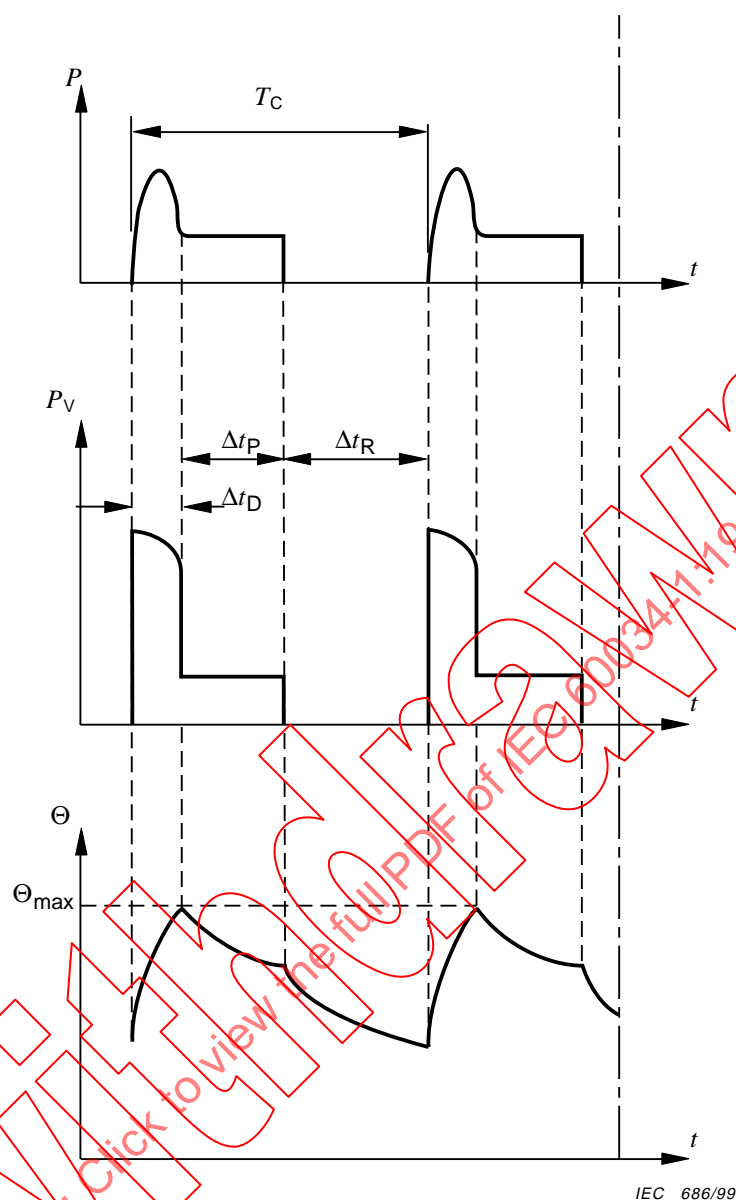 P
T_C
t
P_V
Δt_P
Δt_R
Δt_D
t
Θ
Θ_max
t
Click to view the full PDF of IEC 60034-1:19
IEC 686/99